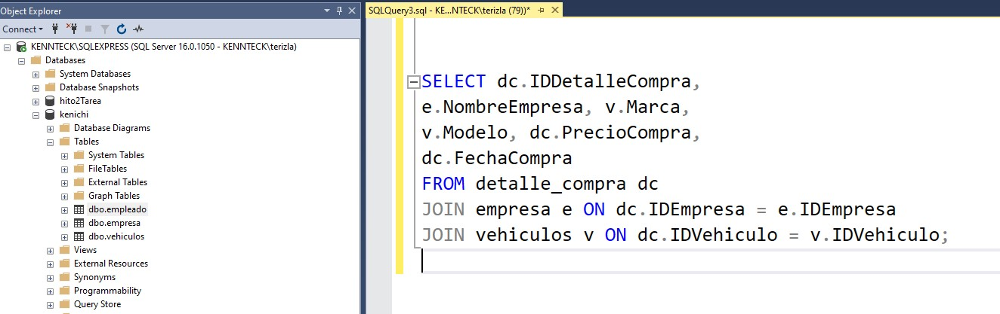 Object Explorer
Connect
KENNTECK\SQLEXPRESS (SQL Server 16.0.1050 - KENNTECK\terizla)
Databases
System Databases
Database Snapshots
hito2Tarea
kenichi
Database Diagrams
Tables
System Tables
FileTables
External Tables
Graph Tables
dbo.empleado
dbo.empresa
dbo.vehiculos
Views
External Resources
Synonyms
Programmability
Query Store
SQLQuery3.sql - KE...NTECK\terizla (79))*
SELECT dc.IDDetalleCompra,
e.NombreEmpresa, v.Marca,
v.Modelo, dc.PrecioCompra,
dc.FechaCompra
FROM detalle_compra dc
JOIN empresa e ON dc.IDEmpresa = e.IDEmpresa
JOIN vehiculos v ON dc.IDVehiculo = v.IDVehiculo;